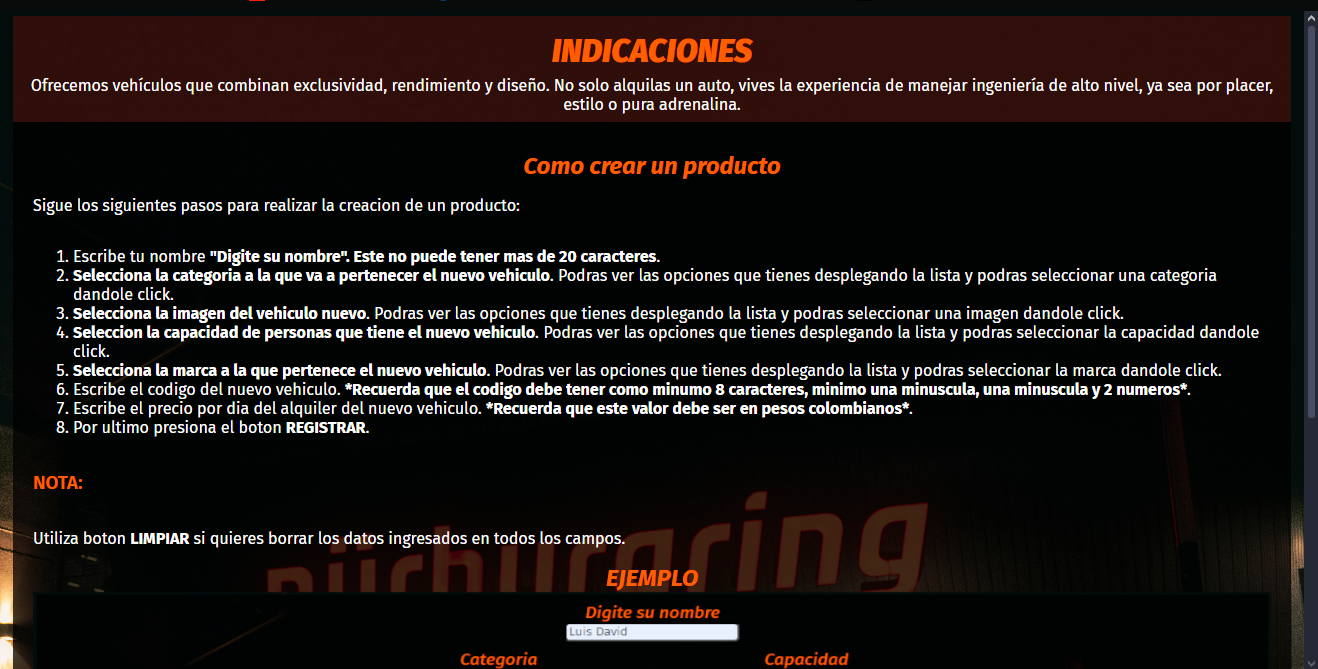 INDICACIONES
Ofrecemos vehículos que combinan exclusividad, rendimiento y diseño. No solo alquilas un auto, vives la experiencia de manejar ingeniería de alto nivel, ya sea por placer,
estilo o pura adrenalina.
Como crear un producto
Sigue los siguientes pasos para realizar la creacion de un producto:
1. Escribe tu nombre "Digite su nombre". Este no puede tener mas de 20 caracteres.
2. Selecciona la categoria a la que va a pertenecer el nuevo vehiculo. Podras ver las opciones que tienes desplegando la lista y podras seleccionar una categoria
dandole click.
3. Selecciona la imagen del vehiculo nuevo. Podras ver las opciones que tienes desplegando la lista y podras seleccionar una imagen dandole click.
4. Seleccion la capacidad de personas que tiene el nuevo vehiculo. Podras ver las opciones que tienes desplegando la lista y podras seleccionar la capacidad dandole
click.
5. Selecciona la marca a la que pertenece el nuevo vehiculo. Podras ver las opciones que tienes desplegando la lista y podras seleccionar la marca dandole click.
6. Escribe el codigo del nuevo vehiculo. *Recuerda que el codigo debe tener como minumo 8 caracteres, minimo una minuscula, una minuscula y 2 numeros*.
7. Escribe el precio por dia del alquiler del nuevo vehiculo. *Recuerda que este valor debe ser en pesos colombianos*.
8. Por ultimo presiona el boton REGISTRAR.
NOTA:
Utiliza boton LIMPIAR si quieres borrar los datos ingresados en todos los campos.
nürburgring
EJEMPLO
Digite su nombre
Luis David
Categoria Capacidad